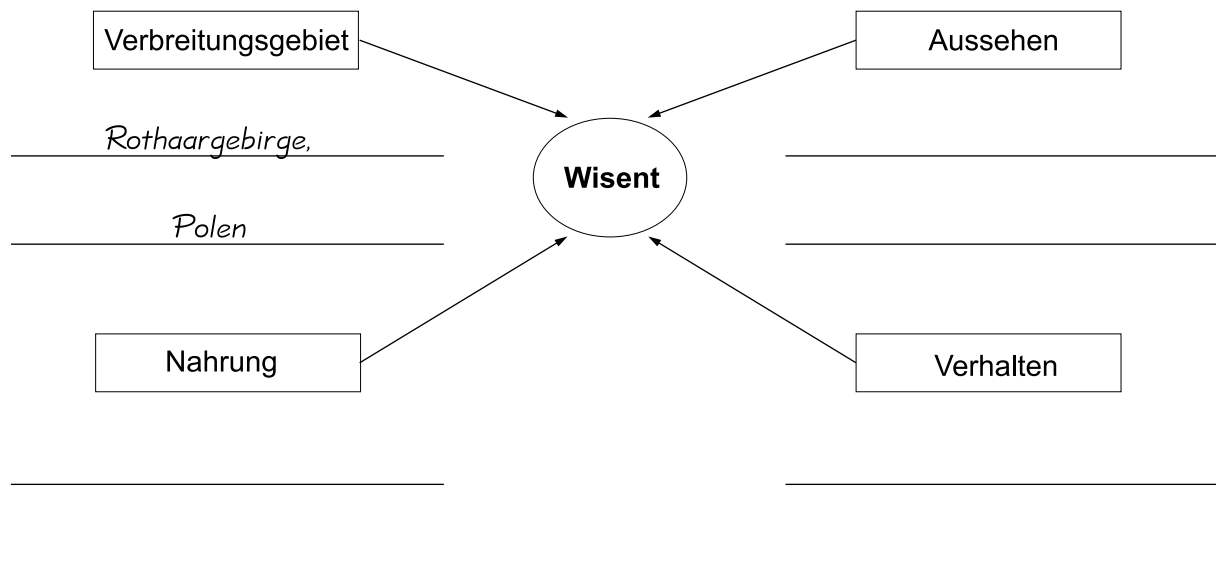 Verbreitungsgebiet
Aussehen
Rothaargebirge,
Wisent
Polen
Nahrung
Verhalten